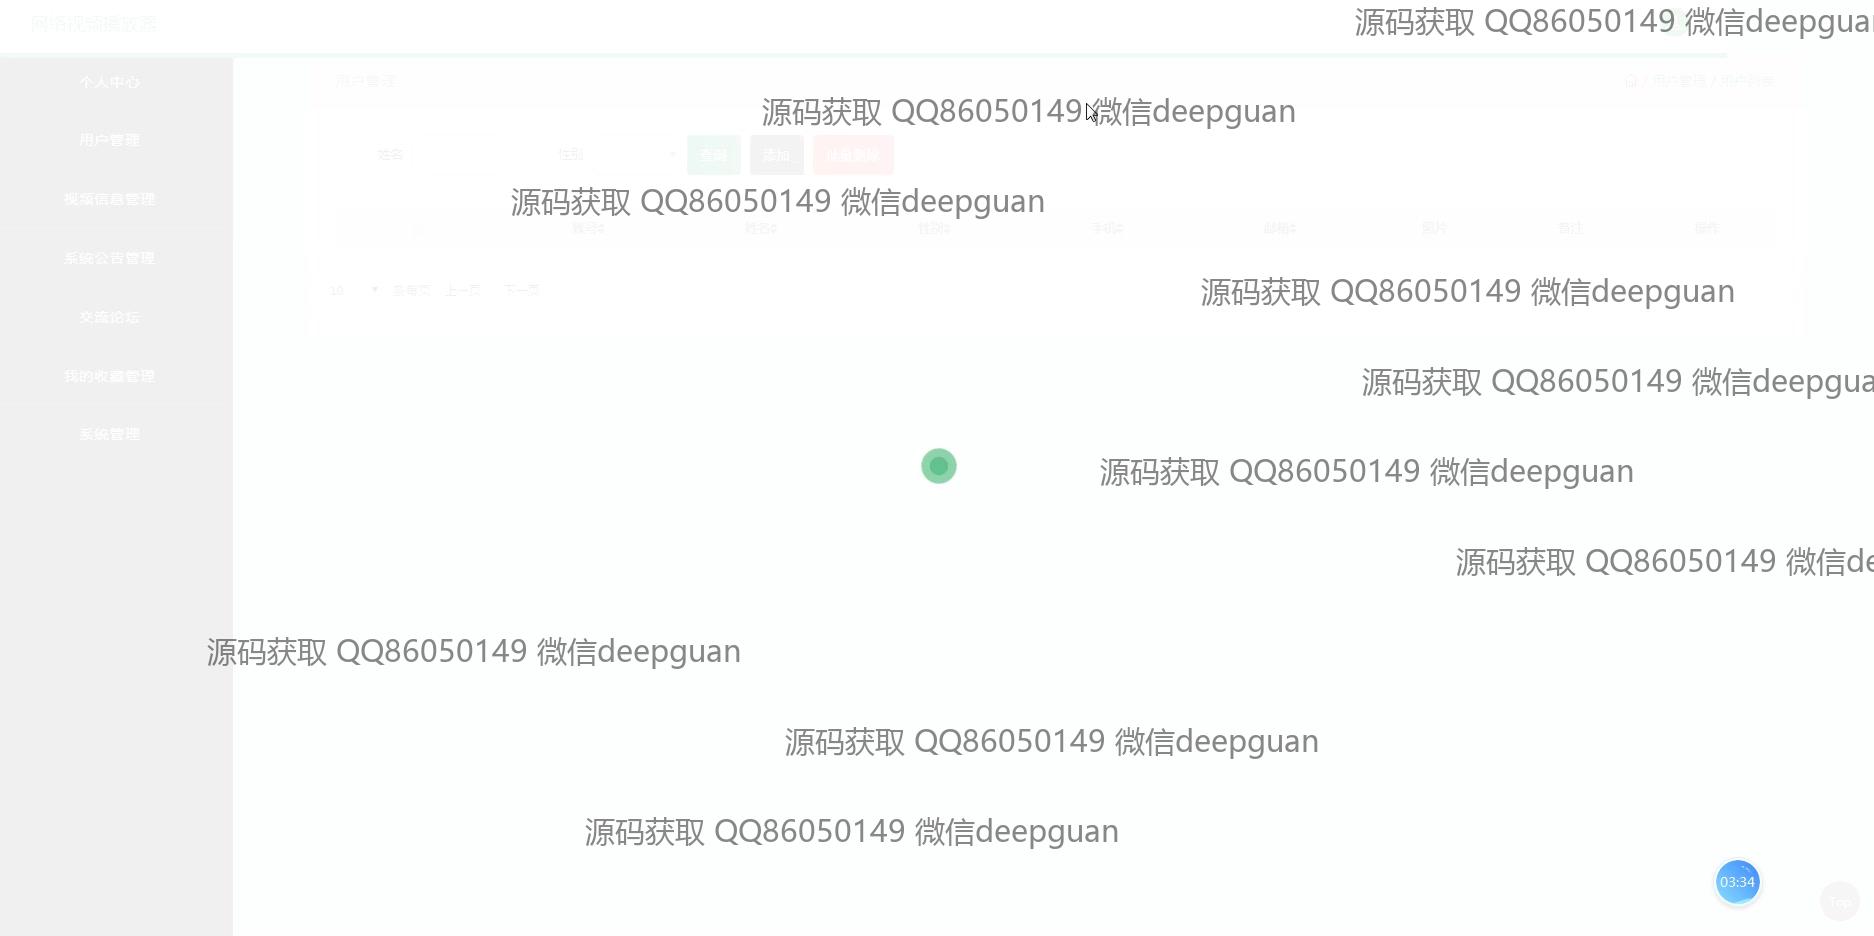 网络视频播放器
源码获取 QQ86050149 微信deepgua
个人中心
用户管理
用户管理 / 用户列表
源码获取 QQ86050149 微信deepguan
用户管理
姓名
性别
查询
添加
批量删除
视频信息管理
源码获取 QQ86050149 微信deepguan
账号
姓名
性别
手机
邮箱
照片
备注
操作
系统公告管理
10
条每页
上一页
下一页
源码获取 QQ86050149 微信deepguan
交流论坛
我的收藏管理
源码获取 QQ86050149 微信deepgua
系统管理
源码获取 QQ86050149 微信deepguan
源码获取 QQ86050149 微信de
源码获取 QQ86050149 微信deepguan
源码获取 QQ86050149 微信deepguan
源码获取 QQ86050149 微信deepguan
03:34
Top